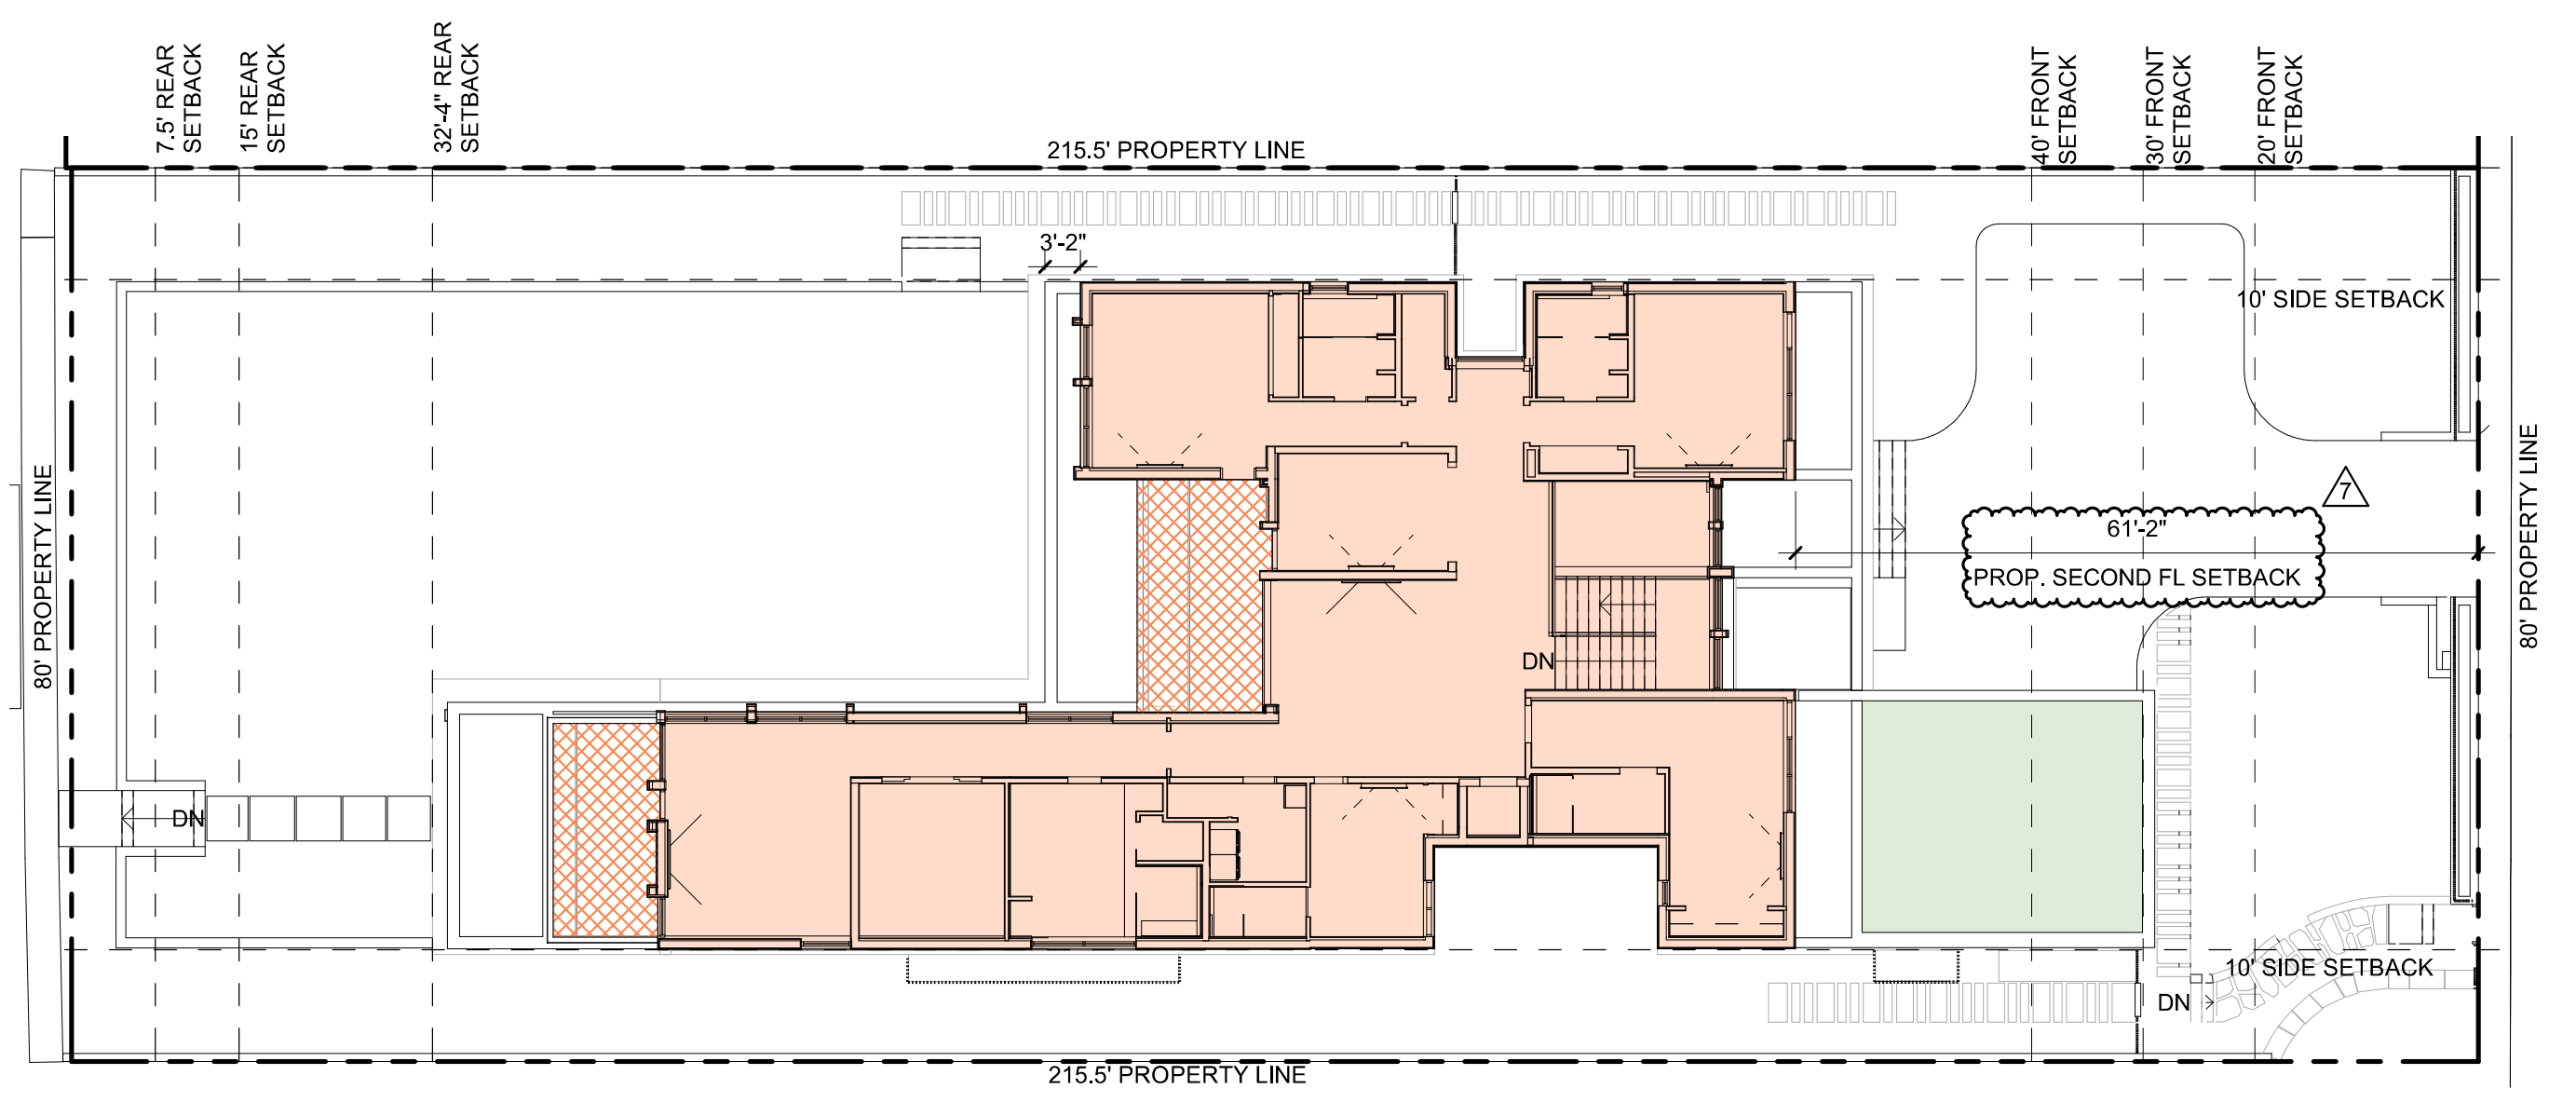 7.5' REAR
SETBACK
15' REAR
SETBACK
32'-4" REAR
SETBACK
40' FRONT
SETBACK
30' FRONT
SETBACK
20' FRONT
SETBACK
215.5' PROPERTY LINE
3'-2"
10' SIDE SETBACK
80' PROPERTY LINE
7
61'-2"
PROP. SECOND FL SETBACK
80' PROPERTY LINE
DN
DN
10' SIDE SETBACK
DN
215.5' PROPERTY LINE